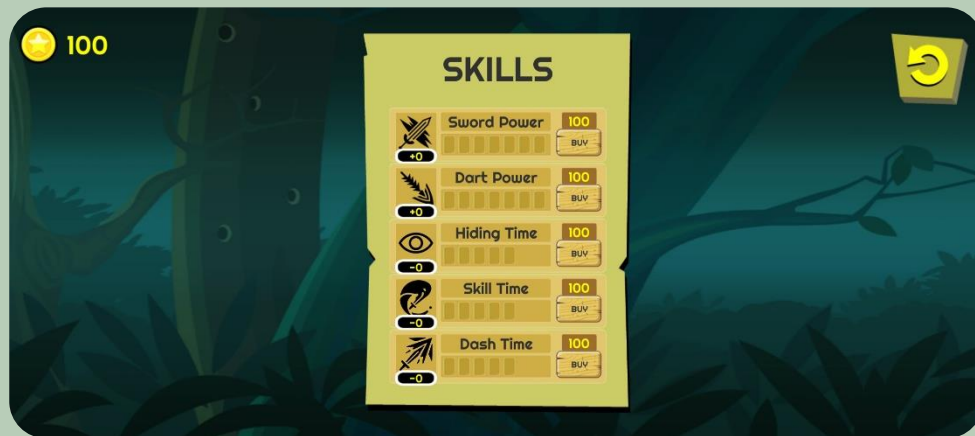 100
SKILLS
Sword Power 100
+0 BUY
Dart Power 100
+0 BUY
Hiding Time 100
-0 BUY
Skill Time 100
-0 BUY
Dash Time 100
-0 BUY